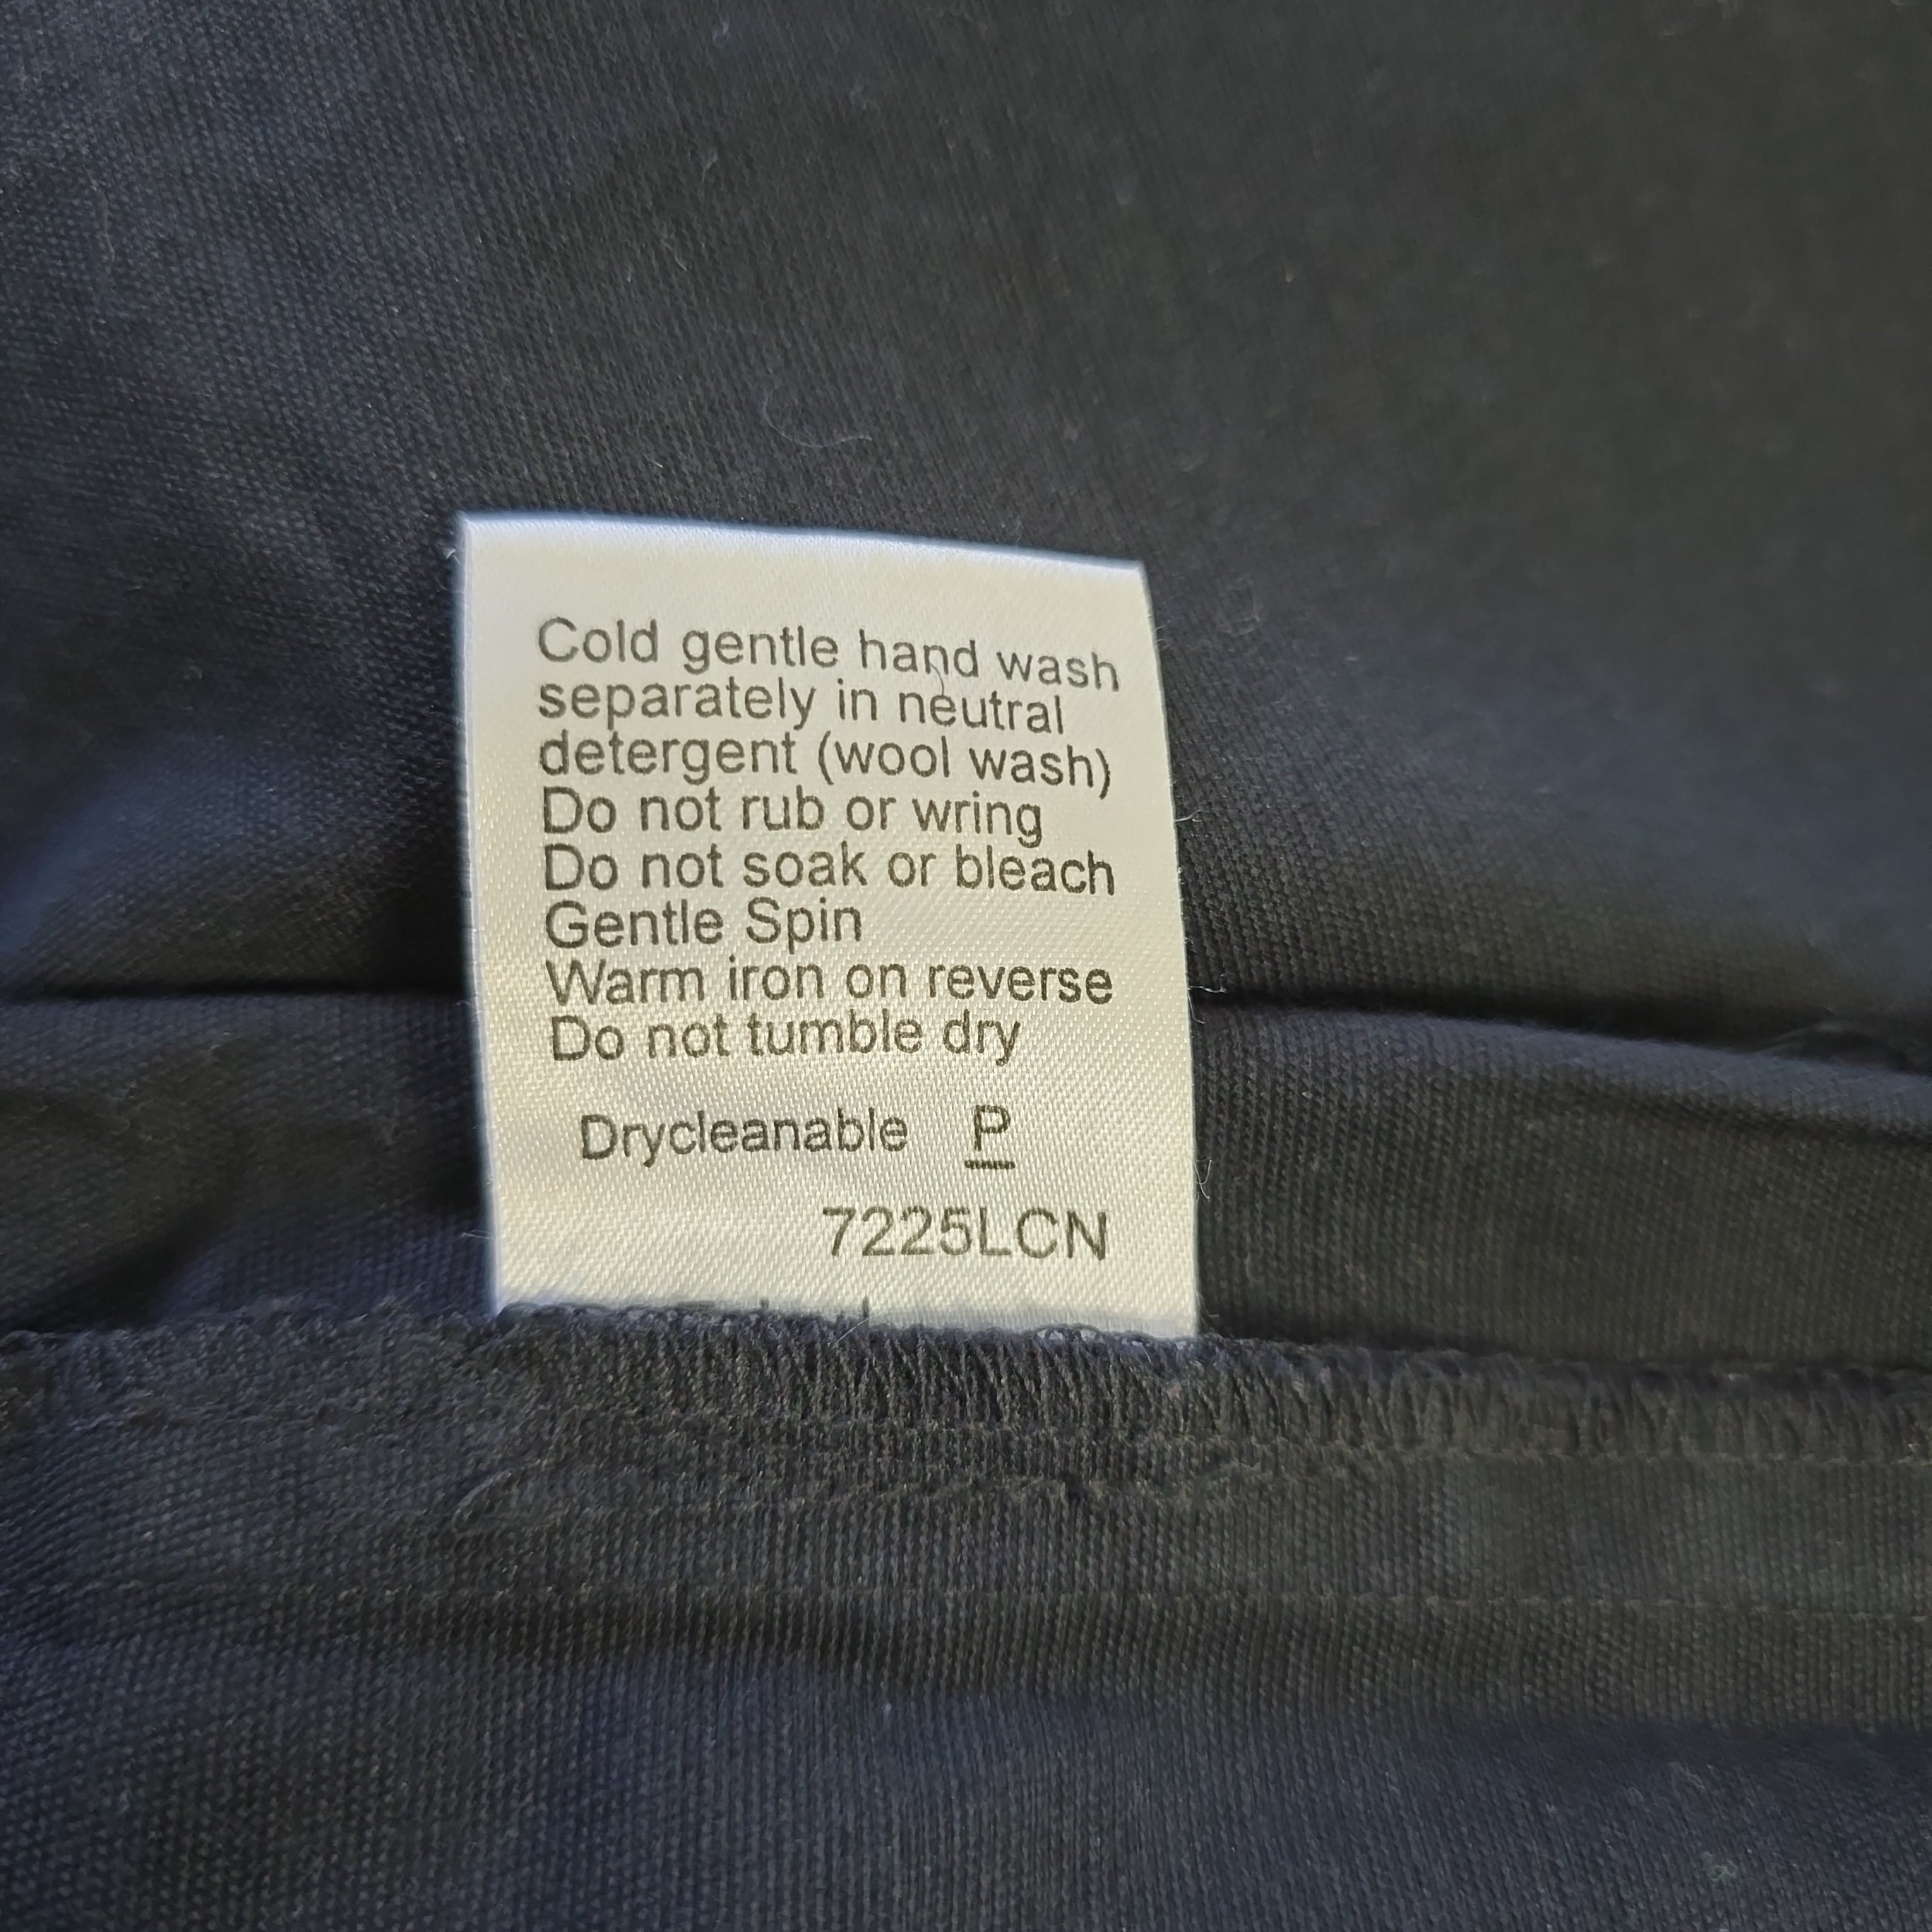 Cold gentle hand wash
separately in neutral
detergent (wool wash)
Do not rub or wring
Do not soak or bleach
Gentle Spin
Warm iron on reverse
Do not tumble dry
Drycleanable P
7225LCN